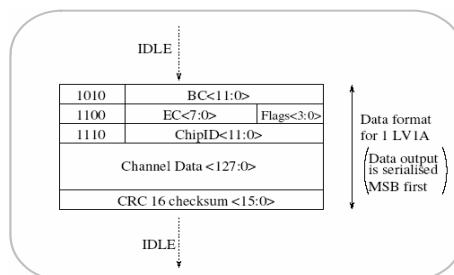 IDLE
1010 BC<11:0>
1100 EC<7:0> Flags<3:0>
1110 ChipID<11:0>
Channel Data <127:0>
CRC 16 checksum <15:0>
IDLE
Data format
for 1 LV1A
(Data output
is serialised
MSB first)